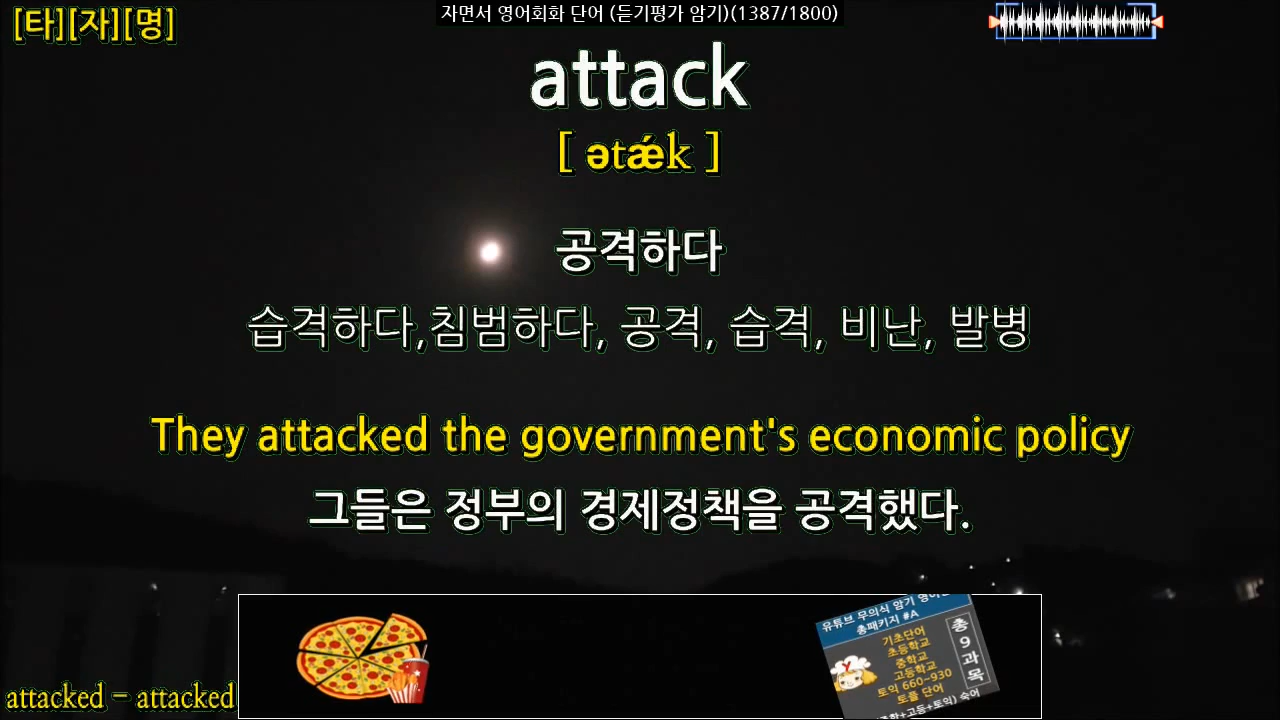 [타][자][명]
자면서 영어회화 단어 (듣기평가 암기)(1387/1800)
attack
[ ətǽk ]
공격하다
습격하다,침범하다, 공격, 습격, 비난, 발병
They attacked the government's economic policy
그들은 정부의 경제정책을 공격했다.
유튜브 무의식 암기
총패키지 #A
기초단어
초등학교
중학교
고등학교
토익 660~930
토플 단어
총9과목
숙어
attacked - attacked